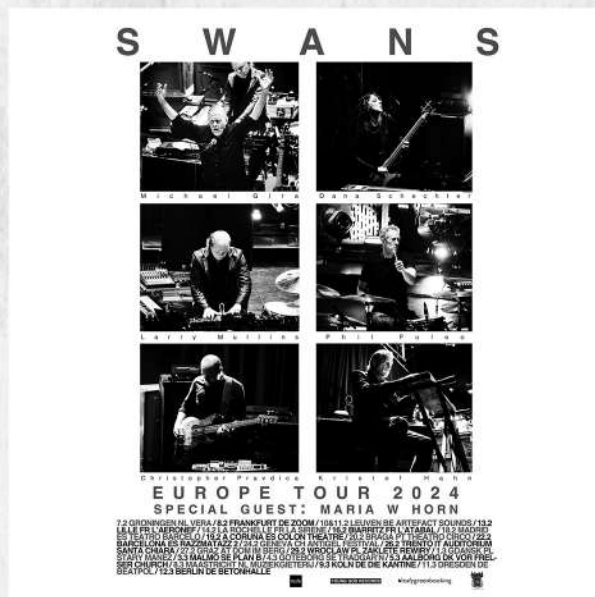 SWANS
Michael Gira Dana Schechter
Larry Mullins Phil Puleo
Christopher Pravdica Kristof Hahn
EUROPE TOUR 2024
SPECIAL GUEST: MARIA W HORN
7.2 GRONINGEN NL VERA / 8.2 FRANKFURT DE ZOOM / 10&11.2 LEUVEN BE ARTEFACT SOUNDS / 13.2
LILLE FR L'AERONEF / 14.2 LA ROCHELLE FR LA SIRENE / 16.2 BIARRITZ FR L'ATABAL / 18.2 MADRID
ES TEATRO BARCELO / 19.2 A CORUNA ES COLON THEATRE / 20.2 BRAGA PT THEATRO CIRCO / 22.2
BARCELONA ES RAZZMATAZZ 2 / 24.2 GENEVA CH ANTIGEL FESTIVAL / 25.2 TRENTO IT AUDITORIUM
SANTA CHIARA / 27.2 GRAZ AT DOM IM BERG / 29.2 WROCLAW PL ZAKLETE REWIRY / 1.3 GDANSK PL
STARY MANEZ / 3.3 MALMO SE PLAN B / 4.3 GOTEBORG SE TRADGAR'N / 5.3 AALBORG DK VOR FREL-
SER CHURCH / 8.3 MAASTRICHT NL MUZIEKGIETERIJ / 9.3 KOLN DE DIE KANTINE / 11.3 DRESDEN DE
BEATPOL / 12.3 BERLIN DE BETONHALLE
mute YOUNG GOD RECORDS